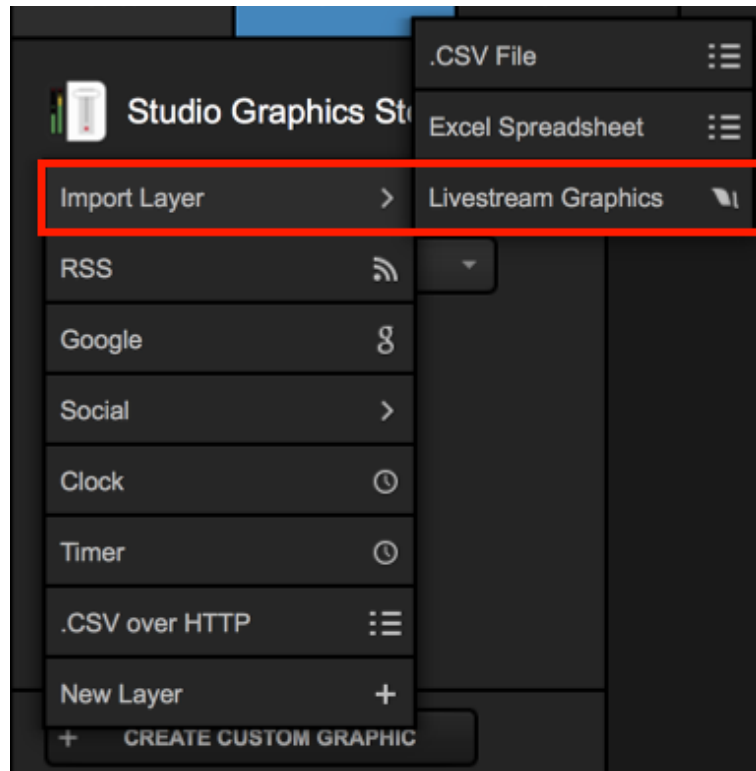 .CSV File
Studio Graphics St
Excel Spreadsheet
Import Layer
Livestream Graphics
RSS
Google
Social
Clock
Timer
.CSV over HTTP
New Layer
CREATE CUSTOM GRAPHIC